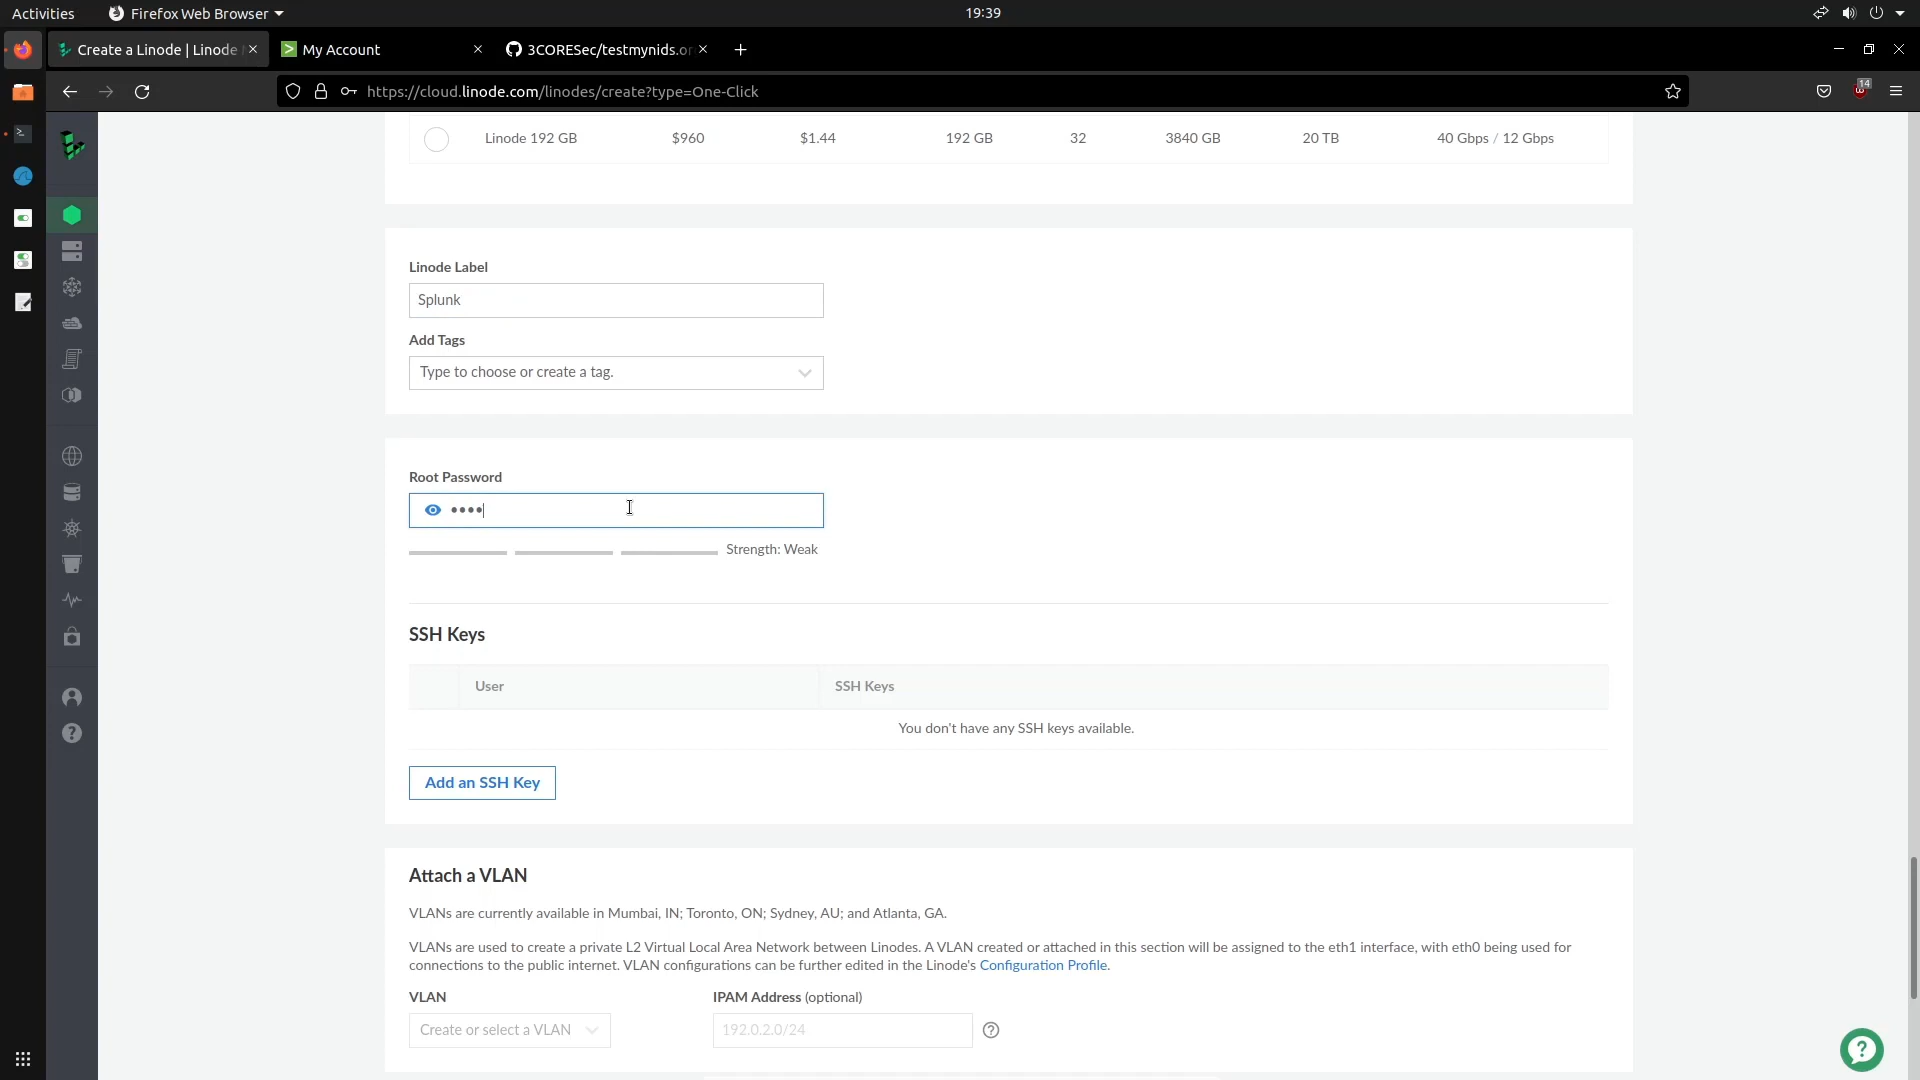 Activities
Firefox Web Browser
19:39
Create a Linode | Linode
My Account
3CORESec/testmynids.or
https://cloud.linode.com/linodes/create?type=One-Click
14
Linode 192 GB $960 $1.44 192 GB 32 3840 GB 20 TB 40 Gbps / 12 Gbps
Linode Label
Splunk
Add Tags
Type to choose or create a tag.
Root Password
••••
Strength: Weak
SSH Keys
User SSH Keys
You don't have any SSH keys available.
Add an SSH Key
Attach a VLAN
VLANs are currently available in Mumbai, IN; Toronto, ON; Sydney, AU; and Atlanta, GA.
VLANs are used to create a private L2 Virtual Local Area Network between Linodes. A VLAN created or attached in this section will be assigned to the eth1 interface, with eth0 being used for
connections to the public internet. VLAN configurations can be further edited in the Linode's Configuration Profile.
VLAN IPAM Address (optional)
Create or select a VLAN 192.0.2.0/24